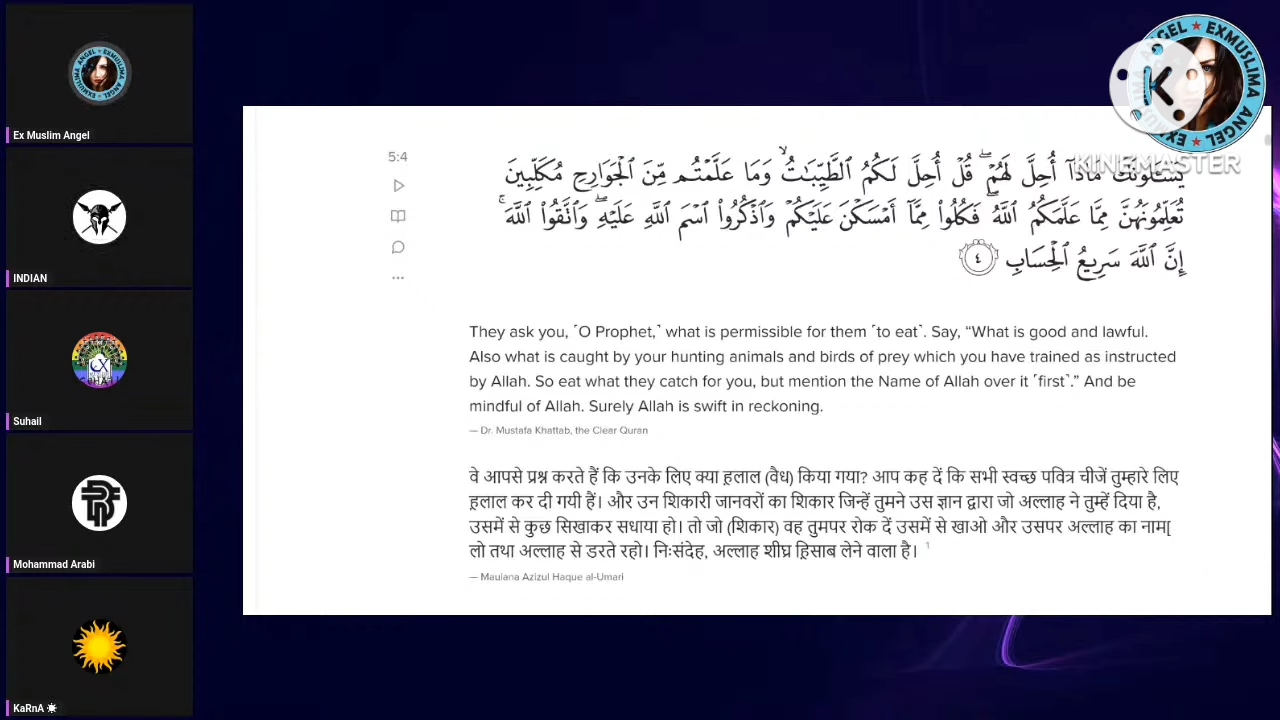 Ex Muslim Angel
INDIAN
Suhail
Mohammad Arabi
KaRnA
ANGEL ★ EXMUSLIMA
KINEMASTER
5:4
يَسْـَٔلُونَكَ مَاذَآ أُحِلَّ لَهُمْ ۖ قُلْ أُحِلَّ لَكُمُ ٱلطَّيِّبَـٰتُ ۙ وَمَا عَلَّمْتُم مِّنَ ٱلْجَوَارِحِ مُكَلِّبِينَ
تُعَلِّمُونَهُنَّ مِمَّا عَلَّمَكُمُ ٱللَّهُ ۖ فَكُلُوا۟ مِمَّآ أَمْسَكْنَ عَلَيْكُمْ وَٱذْكُرُوا۟ ٱسْمَ ٱللَّهِ عَلَيْهِ ۖ وَٱتَّقُوا۟ ٱللَّهَ ۚ
إِنَّ ٱللَّهَ سَرِيعُ ٱلْحِسَابِ ٤
They ask you, ˹O Prophet,˺ what is permissible for them ˹to eat˺. Say, “What is good and lawful.
Also what is caught by your hunting animals and birds of prey which you have trained as instructed
by Allah. So eat what they catch for you, but mention the Name of Allah over it ˹first˺.” And be
mindful of Allah. Surely Allah is swift in reckoning.
— Dr. Mustafa Khattab, the Clear Quran
वे आपसे प्रश्न करते हैं कि उनके लिए क्या ह़लाल (वैध) किया गया? आप कह दें कि सभी स्वच्छ पवित्र चीजें तुम्हारे लिए
ह़लाल कर दी गयी हैं। और उन शिकारी जानवरों का शिकार जिन्हें तुमने उस ज्ञान द्वारा जो अल्लाह ने तुम्हें दिया है,
उसमें से कुछ सिखाकर सधाया हो। तो जो (शिकार) वह तुमपर रोक दें उसमें से खाओ और उसपर अल्लाह का नाम[
लो तथा अल्लाह से डरते रहो। निःसंदेह, अल्लाह शीघ्र ह़िसाब लेने वाला है। 1
— Maulana Azizul Haque al-Umari